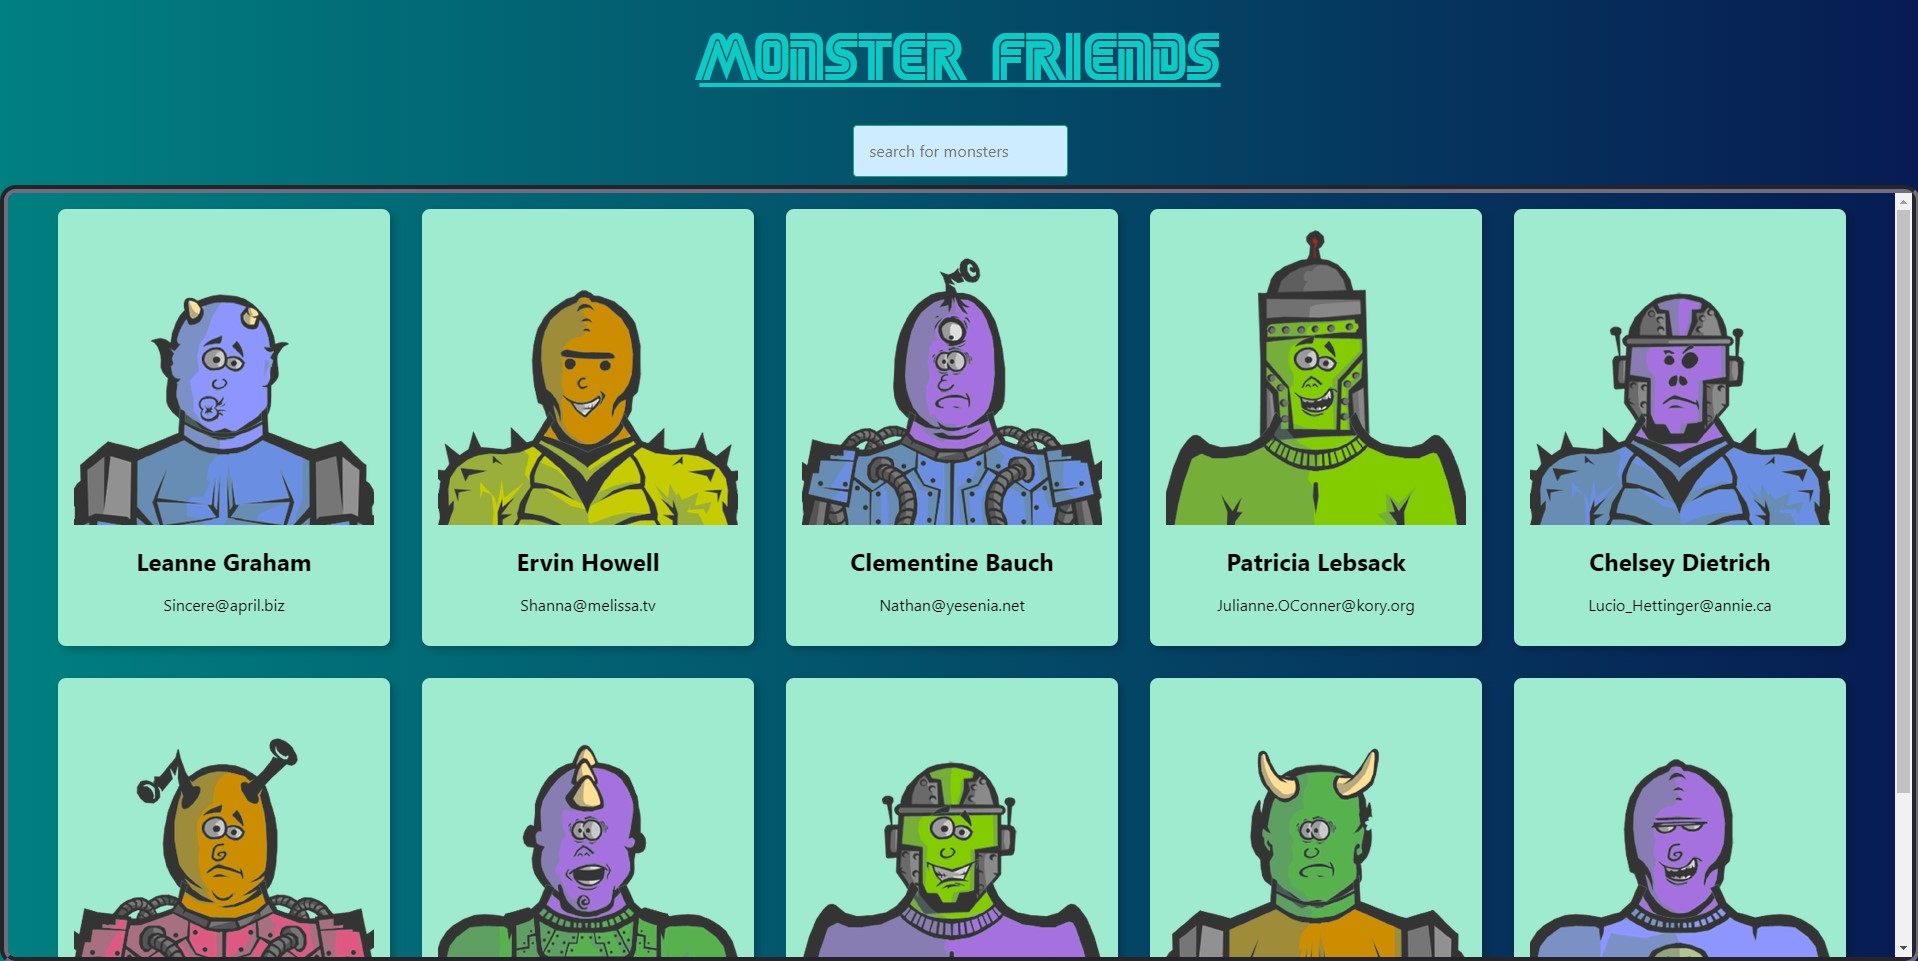 MONSTER FRIENDS
search for monsters
Leanne Graham
Sincere@april.biz
Ervin Howell
Shanna@melissa.tv
Clementine Bauch
Nathan@yesenia.net
Patricia Lebsack
Julianne.OConner@kory.org
Chelsey Dietrich
Lucio_Hettinger@annie.ca